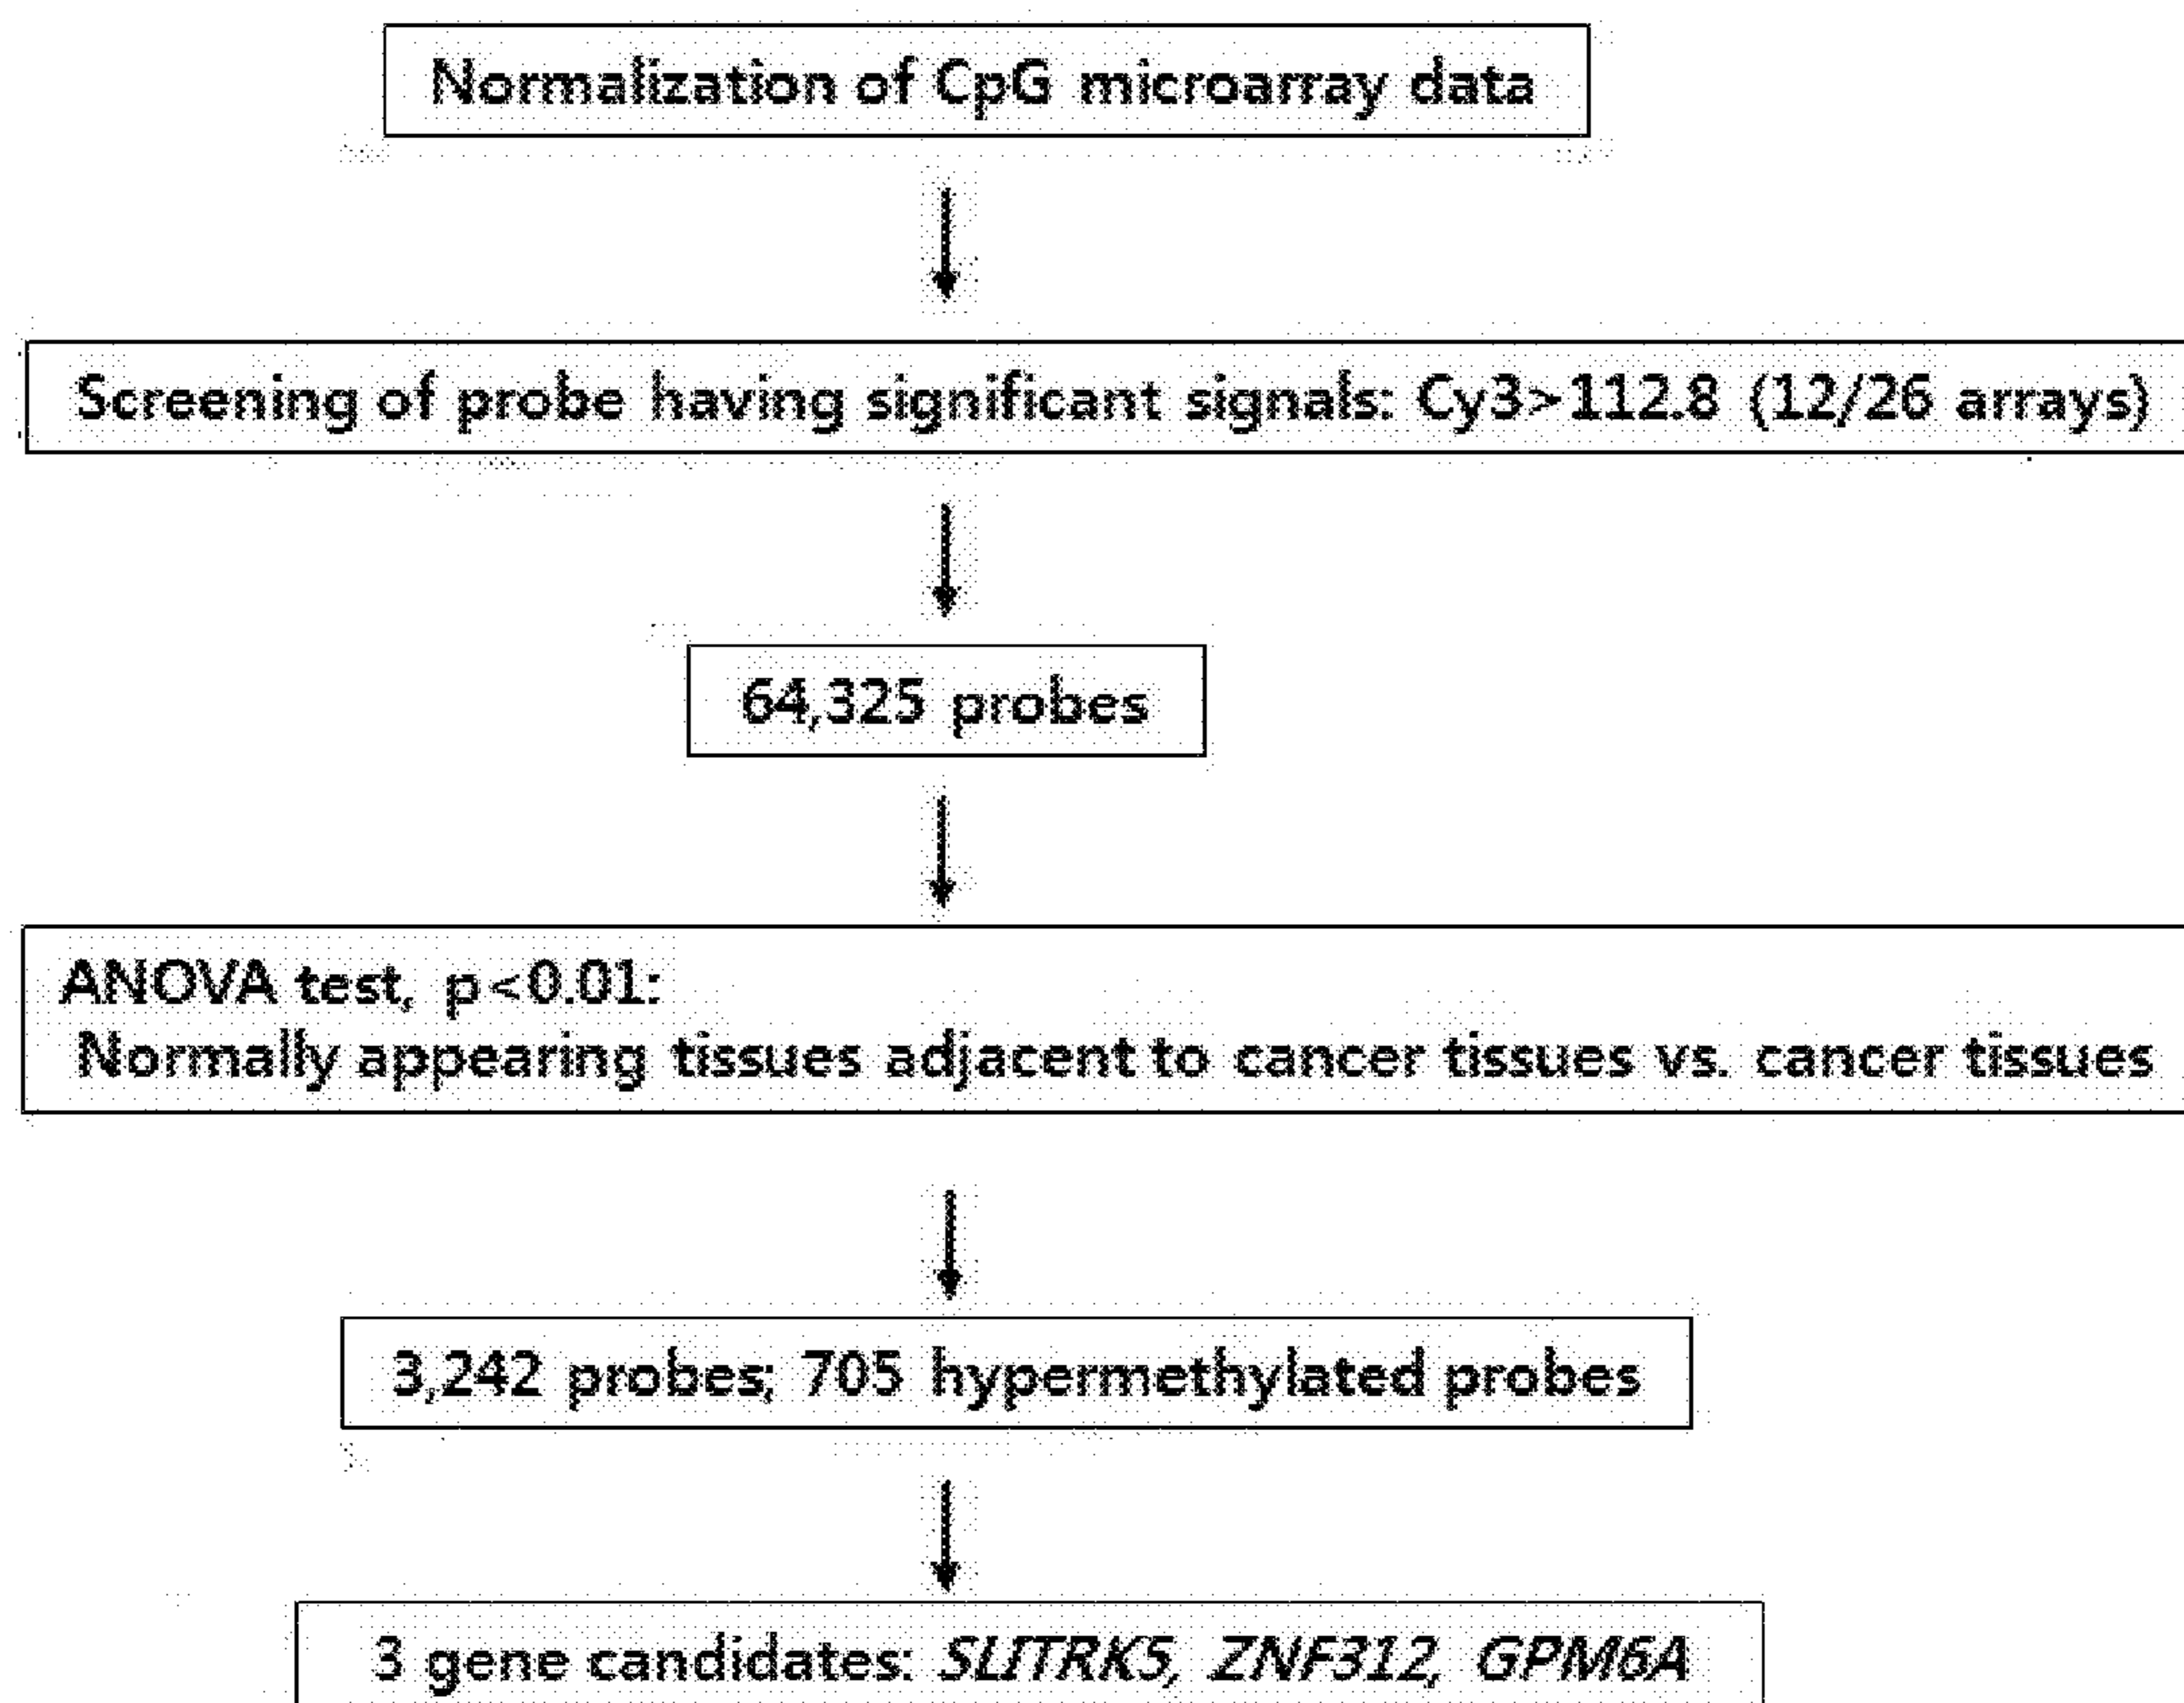 Normalization of CpG microarray data
Screening of probe having significant signals: Cy3>112.8 (12/26 arrays)
64,325 probes
ANOVA test, p<0.01:
Normally appearing tissues adjacent to cancer tissues vs. cancer tissues
3,242 probes; 705 hypermethylated probes
3 gene candidates: SLITRK5, ZNF312, GPM6A